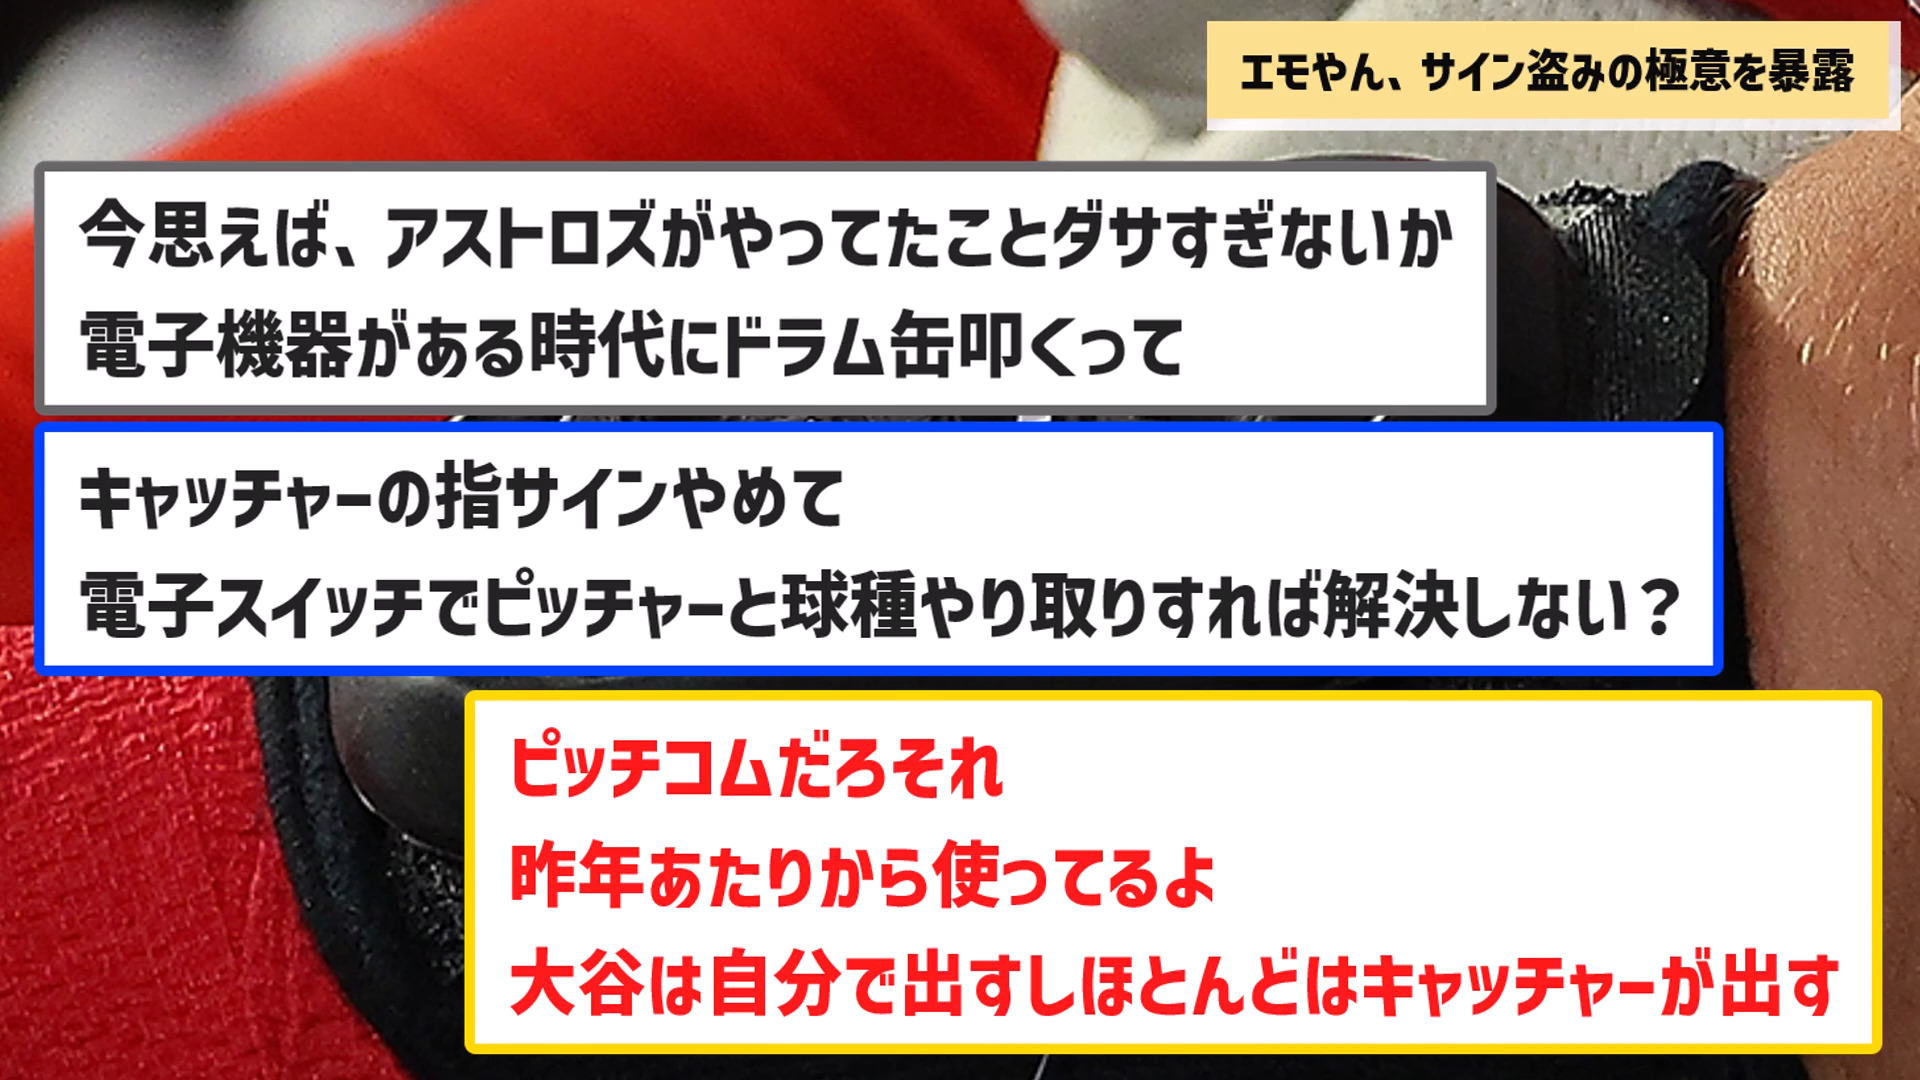 エモやん、サイン盗みの極意を暴露
今思えば、アストロズがやってたことダサすぎないか
電子機器がある時代にドラム缶叩くって
キャッチャーの指サインやめて
電子スイッチでピッチャーと球種やり取りすれば解決しない？
ピッチコムだろそれ
昨年あたりから使ってるよ
大谷は自分で出すしほとんどはキャッチャーが出す